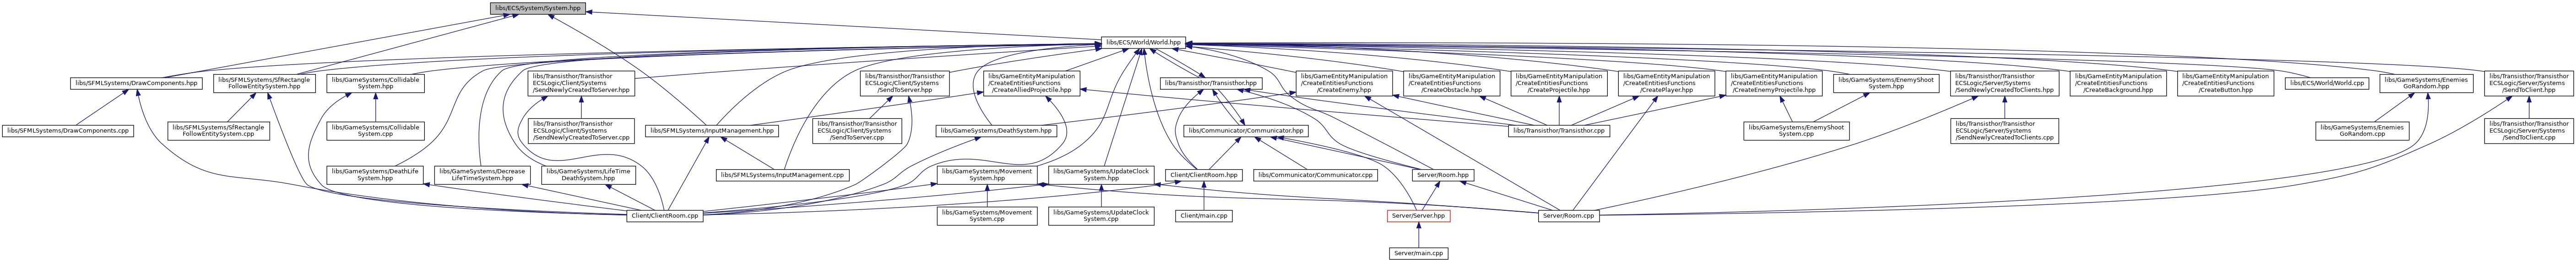 libs/ECS/System/System.hpp
libs/ECS/World/World.hpp
libs/SFMLSystems/DrawComponents.hpp
libs/SFMLSystems/SfRectangle
FollowEntitySystem.hpp
libs/GameSystems/Collidable
System.hpp
libs/Transisthor/Transisthor
ECSLogic/Client/Systems
/SendNewlyCreatedToServer.hpp
libs/Transisthor/Transisthor
ECSLogic/Client/Systems
/SendToServer.hpp
libs/GameEntityManipulation
/CreateEntitiesFunctions
/CreateAlliedProjectile.hpp
libs/Transisthor/Transisthor.hpp
libs/GameEntityManipulation
/CreateEntitiesFunctions
/CreateEnemy.hpp
libs/GameEntityManipulation
/CreateEntitiesFunctions
/CreateObstacle.hpp
libs/GameEntityManipulation
/CreateEntitiesFunctions
/CreateProjectile.hpp
libs/GameEntityManipulation
/CreateEntitiesFunctions
/CreatePlayer.hpp
libs/GameEntityManipulation
/CreateEntitiesFunctions
/CreateEnemyProjectile.hpp
libs/GameSystems/EnemyShoot
System.hpp
libs/Transisthor/Transisthor
ECSLogic/Server/Systems
/SendNewlyCreatedToClients.hpp
libs/GameEntityManipulation
/CreateEntitiesFunctions
/CreateBackground.hpp
libs/GameEntityManipulation
/CreateEntitiesFunctions
/CreateButton.hpp
libs/ECS/World/World.cpp
libs/GameSystems/Enemies
GoRandom.hpp
libs/Transisthor/Transisthor
ECSLogic/Server/Systems
/SendToClient.hpp
libs/SFMLSystems/DrawComponents.cpp
libs/SFMLSystems/SfRectangle
FollowEntitySystem.cpp
libs/GameSystems/Collidable
System.cpp
libs/Transisthor/Transisthor
ECSLogic/Client/Systems
/SendNewlyCreatedToServer.cpp
libs/SFMLSystems/InputManagement.hpp
libs/Transisthor/Transisthor
ECSLogic/Client/Systems
/SendToServer.cpp
libs/GameSystems/DeathSystem.hpp
libs/Communicator/Communicator.hpp
libs/Transisthor/Transisthor.cpp
libs/GameSystems/EnemyShoot
System.cpp
libs/Transisthor/Transisthor
ECSLogic/Server/Systems
/SendNewlyCreatedToClients.cpp
libs/GameSystems/Enemies
GoRandom.cpp
libs/Transisthor/Transisthor
ECSLogic/Server/Systems
/SendToClient.cpp
libs/GameSystems/DeathLife
System.hpp
libs/GameSystems/Decrease
LifeTimeSystem.hpp
libs/GameSystems/LifeTime
DeathSystem.hpp
libs/SFMLSystems/InputManagement.cpp
libs/GameSystems/Movement
System.hpp
libs/GameSystems/UpdateClock
System.hpp
Client/ClientRoom.hpp
libs/Communicator/Communicator.cpp
Server/Room.hpp
Client/ClientRoom.cpp
libs/GameSystems/Movement
System.cpp
libs/GameSystems/UpdateClock
System.cpp
Client/main.cpp
Server/Server.hpp
Server/Room.cpp
Server/main.cpp